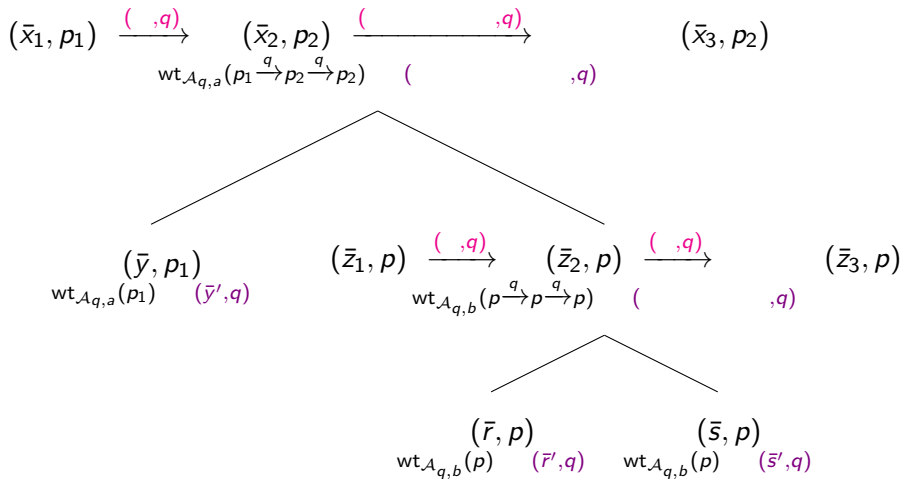 ( ,q) ( ,q)
(x̄₁, p₁) ⟶ (x̄₂, p₂) ⟶ (x̄₃, p₂)
wt_{𝒜_{q,a}}(p₁ →^q p₂ →^q p₂) ( ,q)
( ,q) ( ,q)
(ȳ, p₁) (z̄₁, p) ⟶ (z̄₂, p) ⟶ (z̄₃, p)
wt_{𝒜_{q,a}}(p₁) (ȳ′,q) wt_{𝒜_{q,b}}(p →^q p →^q p) ( ,q)
(r̄, p) (s̄, p)
wt_{𝒜_{q,b}}(p) (r̄′,q) wt_{𝒜_{q,b}}(p) (s̄′,q)